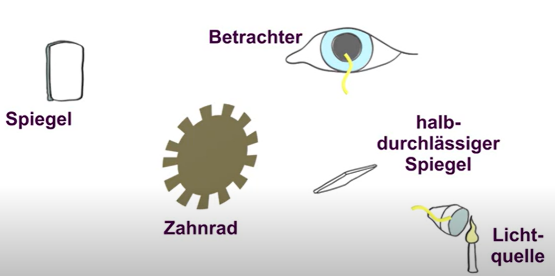 Betrachter
Spiegel
halb-
durchlässiger
Spiegel
Zahnrad
Licht-
quelle